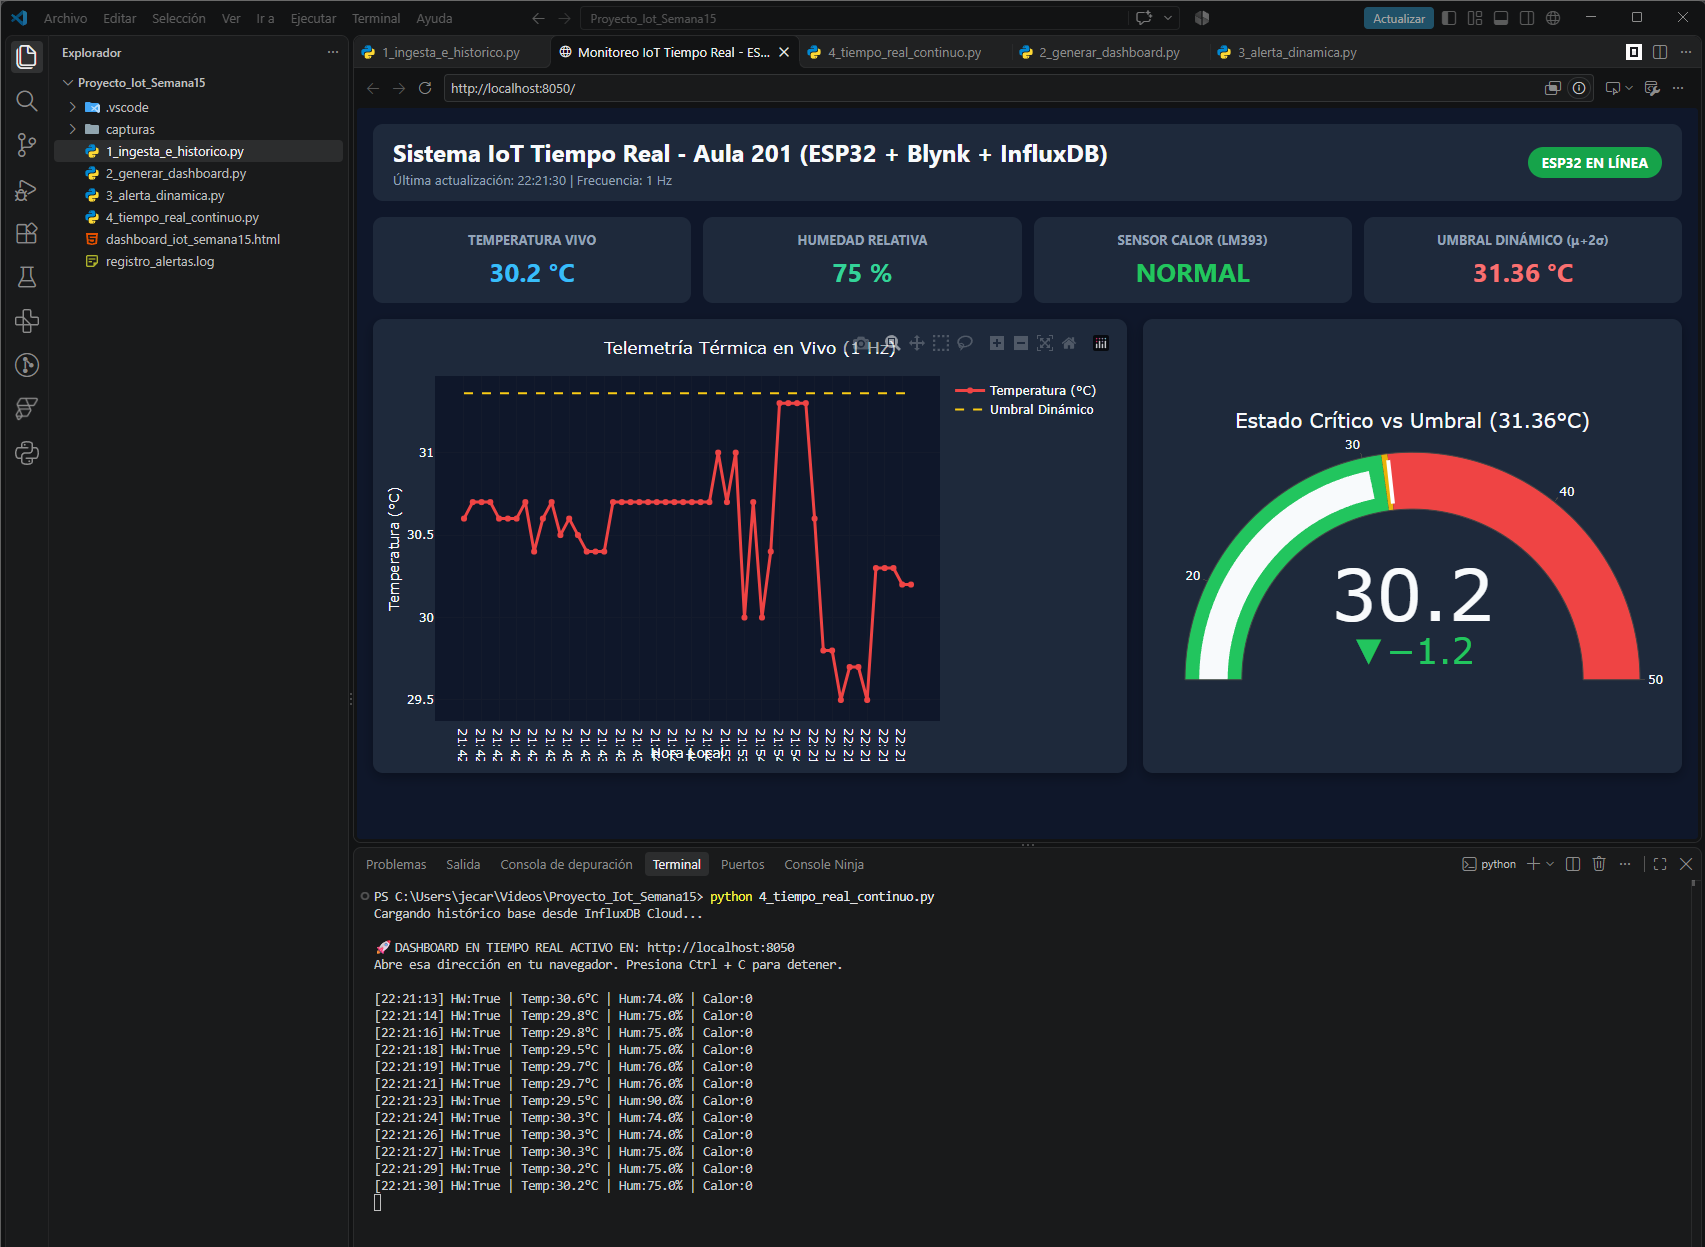 Archivo Editar Selección Ver Ir a Ejecutar Terminal Ayuda
Proyecto_Iot_Semana15
Actualizar
Explorador
Proyecto_Iot_Semana15
.vscode
capturas
1_ingesta_e_historico.py
2_generar_dashboard.py
3_alerta_dinamica.py
4_tiempo_real_continuo.py
dashboard_iot_semana15.html
registro_alertas.log
1_ingesta_e_historico.py
Monitoreo IoT Tiempo Real - ES...
4_tiempo_real_continuo.py
2_generar_dashboard.py
3_alerta_dinamica.py
http://localhost:8050/
Sistema IoT Tiempo Real - Aula 201 (ESP32 + Blynk + InfluxDB)
Última actualización: 22:21:30 | Frecuencia: 1 Hz
ESP32 EN LÍNEA
TEMPERATURA VIVO
30.2 °C
HUMEDAD RELATIVA
75 %
SENSOR CALOR (LM393)
NORMAL
UMBRAL DINÁMICO (μ+2σ)
31.36 °C
Telemetría Térmica en Vivo (1 Hz)
Temperatura (°C)
Umbral Dinámico
Temperatura (°C)
31
30.5
30
29.5
Hora Local
Estado Crítico vs Umbral (31.36°C)
20
30
40
50
30.2
▼−1.2
Problemas Salida Consola de depuración Terminal Puertos Console Ninja
python
PS C:\Users\jecar\Videos\Proyecto_Iot_Semana15> python 4_tiempo_real_continuo.py
Cargando histórico base desde InfluxDB Cloud...
🚀 DASHBOARD EN TIEMPO REAL ACTIVO EN: http://localhost:8050
Abre esa dirección en tu navegador. Presiona Ctrl + C para detener.
[22:21:13] HW:True | Temp:30.6°C | Hum:74.0% | Calor:0
[22:21:14] HW:True | Temp:29.8°C | Hum:75.0% | Calor:0
[22:21:16] HW:True | Temp:29.8°C | Hum:75.0% | Calor:0
[22:21:18] HW:True | Temp:29.5°C | Hum:75.0% | Calor:0
[22:21:19] HW:True | Temp:29.7°C | Hum:76.0% | Calor:0
[22:21:21] HW:True | Temp:29.7°C | Hum:76.0% | Calor:0
[22:21:23] HW:True | Temp:29.5°C | Hum:90.0% | Calor:0
[22:21:24] HW:True | Temp:30.3°C | Hum:74.0% | Calor:0
[22:21:26] HW:True | Temp:30.3°C | Hum:74.0% | Calor:0
[22:21:27] HW:True | Temp:30.3°C | Hum:75.0% | Calor:0
[22:21:29] HW:True | Temp:30.2°C | Hum:75.0% | Calor:0
[22:21:30] HW:True | Temp:30.2°C | Hum:75.0% | Calor:0